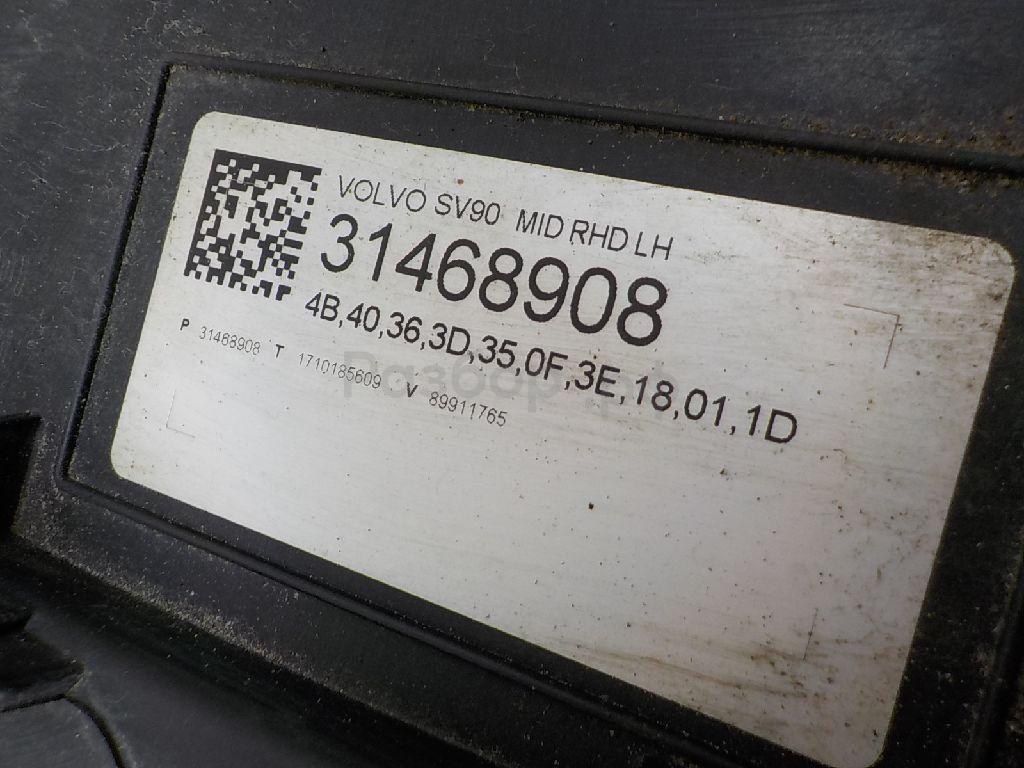 VOLVO SV90 MID RHD LH
31468908
4B,40,36,3D,35,0F,3E,18,01,1D
P 31468908 T 1710185609 V 89911765